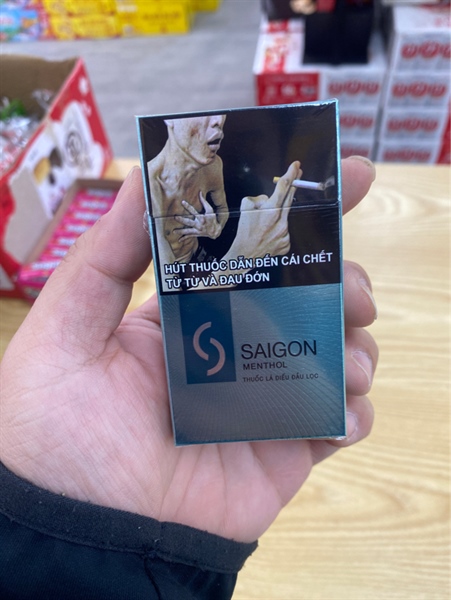 HÚT THUỐC DẪN ĐẾN CÁI CHẾT
TỪ TỪ VÀ ĐAU ĐỚN
SAIGON
MENTHOL
THUỐC LÁ ĐIẾU ĐẦU LỌC